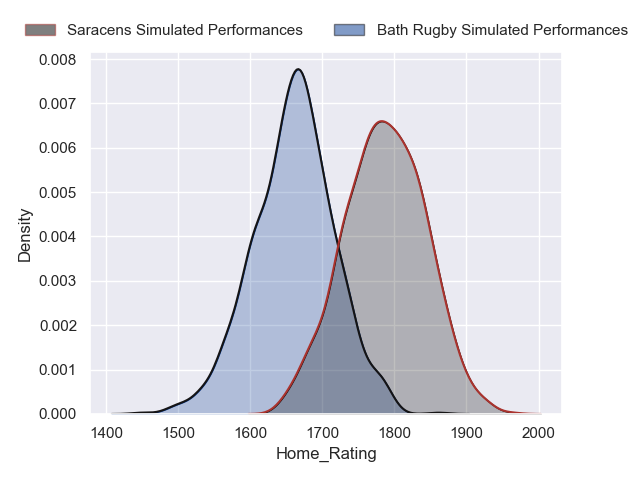 Saracens Simulated Performances
Bath Rugby Simulated Performances
0.008
0.007
0.006
0.005
0.004
0.003
0.002
0.001
0.000
Density
1400 1500 1600 1700 1800 1900 2000
Home_Rating